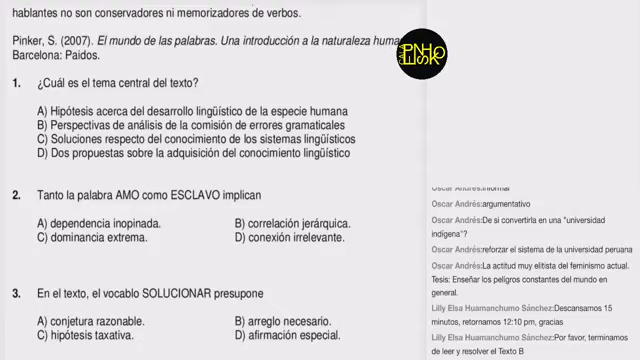 hablantes no son conservadores ni memorizadores de verbos.
Pinker, S. (2007). El mundo de las palabras. Una introducción a la naturaleza huma
Barcelona: Paidos.
1. ¿Cuál es el tema central del texto?
A) Hipótesis acerca del desarrollo lingüístico de la especie humana
B) Perspectivas de análisis de la comisión de errores gramaticales
C) Soluciones respecto del conocimiento de los sistemas lingüísticos
D) Dos propuestas sobre la adquisición del conocimiento lingüístico
2. Tanto la palabra AMO como ESCLAVO implican
A) dependencia inopinada. B) correlación jerárquica.
C) dominancia extrema. D) conexión irrelevante.
3. En el texto, el vocablo SOLUCIONAR presupone
A) conjetura razonable. B) arreglo necesario.
C) hipótesis taxativa. D) afirmación especial.
Oscar Andrés:informal
Oscar Andrés:argumentativo
Oscar Andrés:De si convertirla en una "universidad
indígena"?
Oscar Andrés:reforzar el sistema de la universidad peruana
Oscar Andrés:La actitud muy elitista del feminismo actual.
Tesis: Enseñar los peligros constantes del mundo en
general.
Lilly Elsa Huamanchumo Sánchez:Descansamos 15
minutos, retornamos 12:10 pm, gracias
Lilly Elsa Huamanchumo Sánchez:Por favor, terminamos
de leer y resolver el Texto B